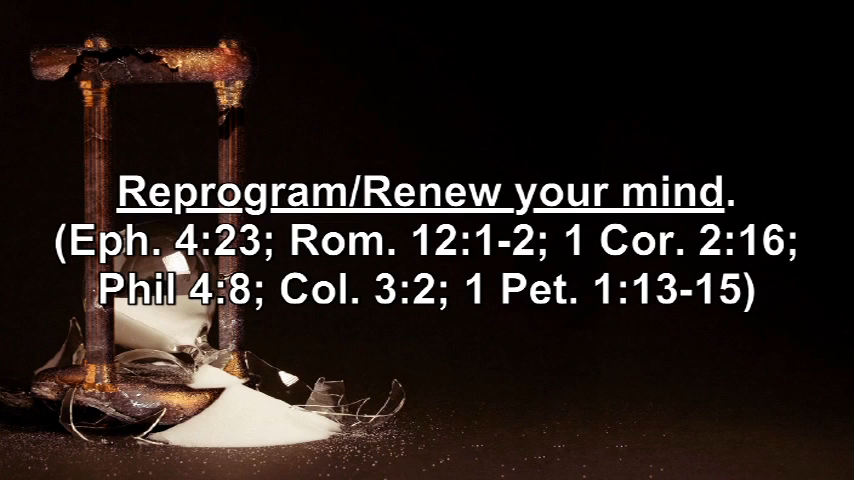 Reprogram/Renew your mind.
(Eph. 4:23; Rom. 12:1-2; 1 Cor. 2:16;
Phil 4:8; Col. 3:2; 1 Pet. 1:13-15)